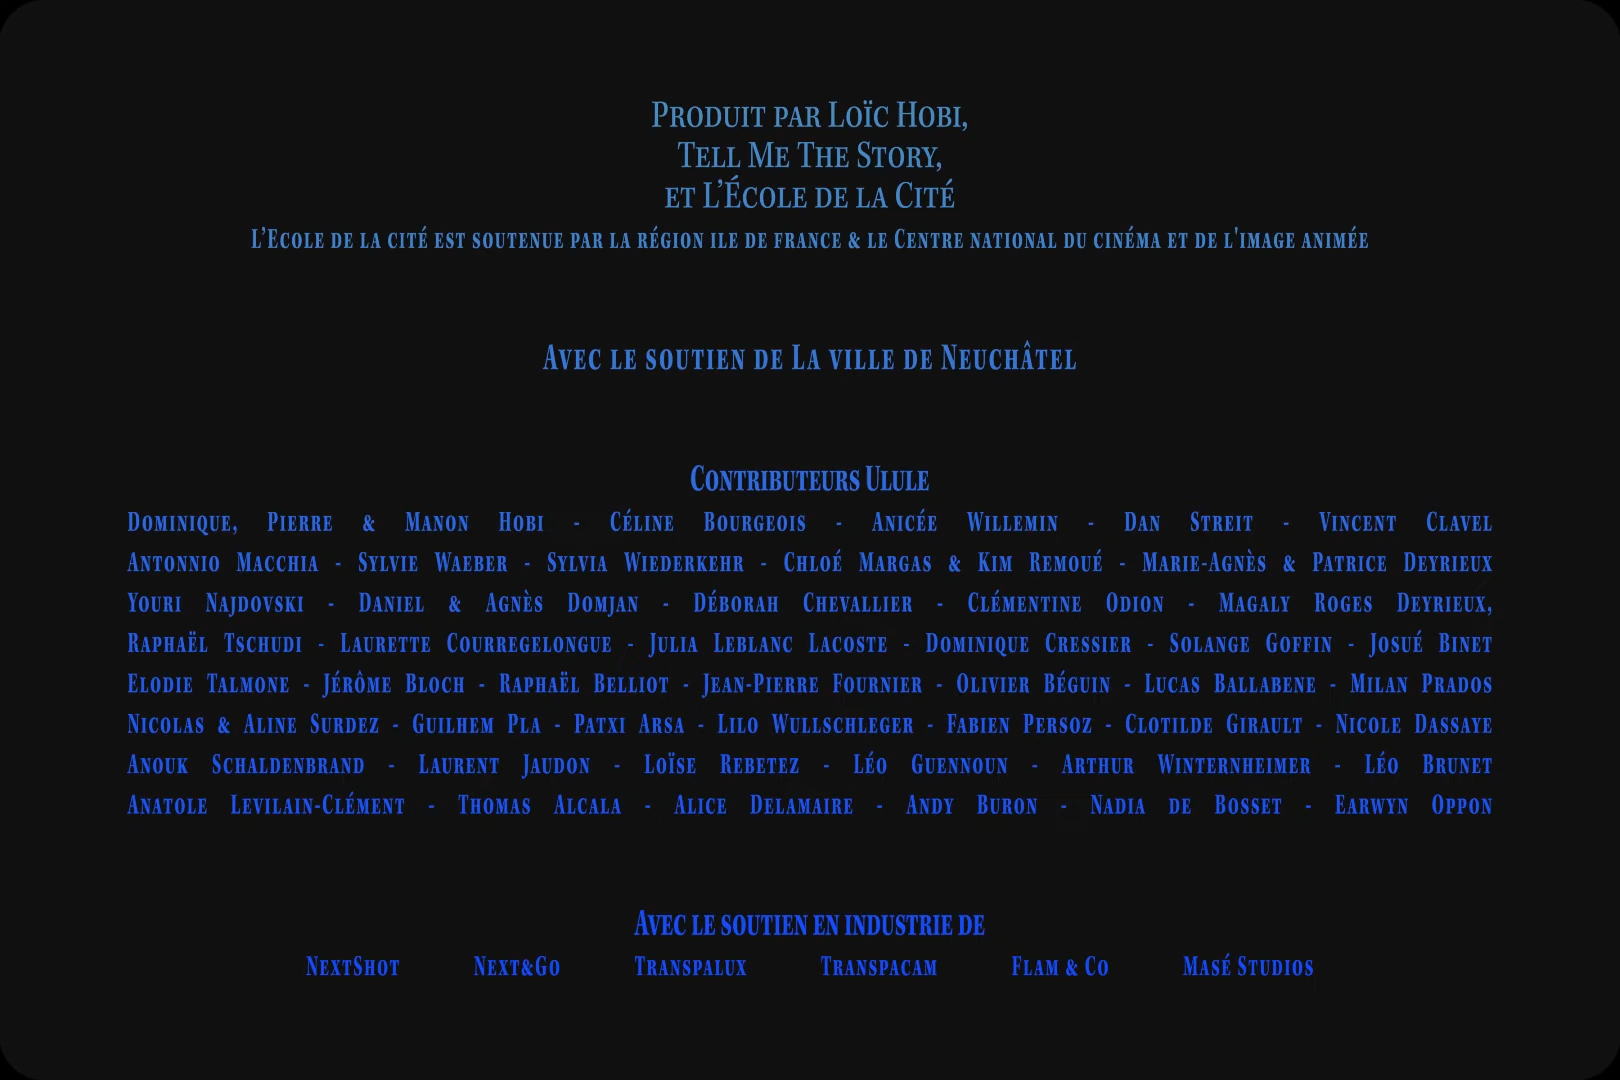 Produit par Loïc Hobi,
Tell Me The Story,
et L’École de la Cité
L’Ecole de la cité est soutenue par la région ile de france & le Centre national du cinéma et de l'image animée
Avec le soutien de La ville de Neuchâtel
Contributeurs Ulule
Dominique, Pierre & Manon Hobi - Céline Bourgeois - Anicée Willemin - Dan Streit - Vincent Clavel
Antonnio Macchia - Sylvie Waeber - Sylvia Wiederkehr - Chloé Margas & Kim Remoué - Marie-Agnès & Patrice Deyrieux
Youri Najdovski - Daniel & Agnès Domjan - Déborah Chevallier - Clémentine Odion - Magaly Roges Deyrieux,
Raphaël Tschudi - Laurette Courregelongue - Julia Leblanc Lacoste - Dominique Cressier - Solange Goffin - Josué Binet
Elodie Talmone - Jérôme Bloch - Raphaël Belliot - Jean-Pierre Fournier - Olivier Béguin - Lucas Ballabene - Milan Prados
Nicolas & Aline Surdez - Guilhem Pla - Patxi Arsa - Lilo Wullschleger - Fabien Persoz - Clotilde Girault - Nicole Dassaye
Anouk Schaldenbrand - Laurent Jaudon - Loïse Rebetez - Léo Guennoun - Arthur Winternheimer - Léo Brunet
Anatole Levilain-Clément - Thomas Alcala - Alice Delamaire - Andy Buron - Nadia de Bosset - Earwyn Oppon
Avec le soutien en industrie de
NextShot Next&Go Transpalux Transpacam Flam & Co Masé Studios